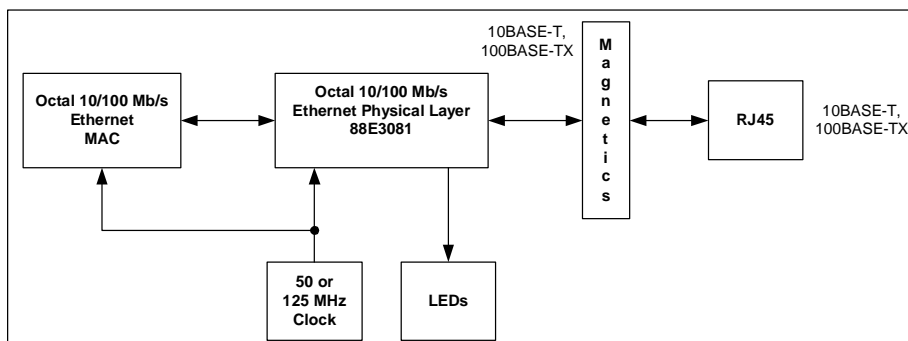 10BASE-T,
100BASE-TX
Magnetics
Octal 10/100 Mb/s
Ethernet
MAC
Octal 10/100 Mb/s
Ethernet Physical Layer
88E3081
RJ45
10BASE-T,
100BASE-TX
50 or
125 MHz
Clock
LEDs